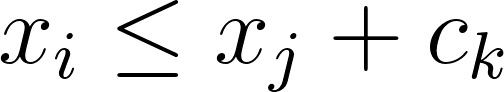 x_i ≤ x_j + c_k